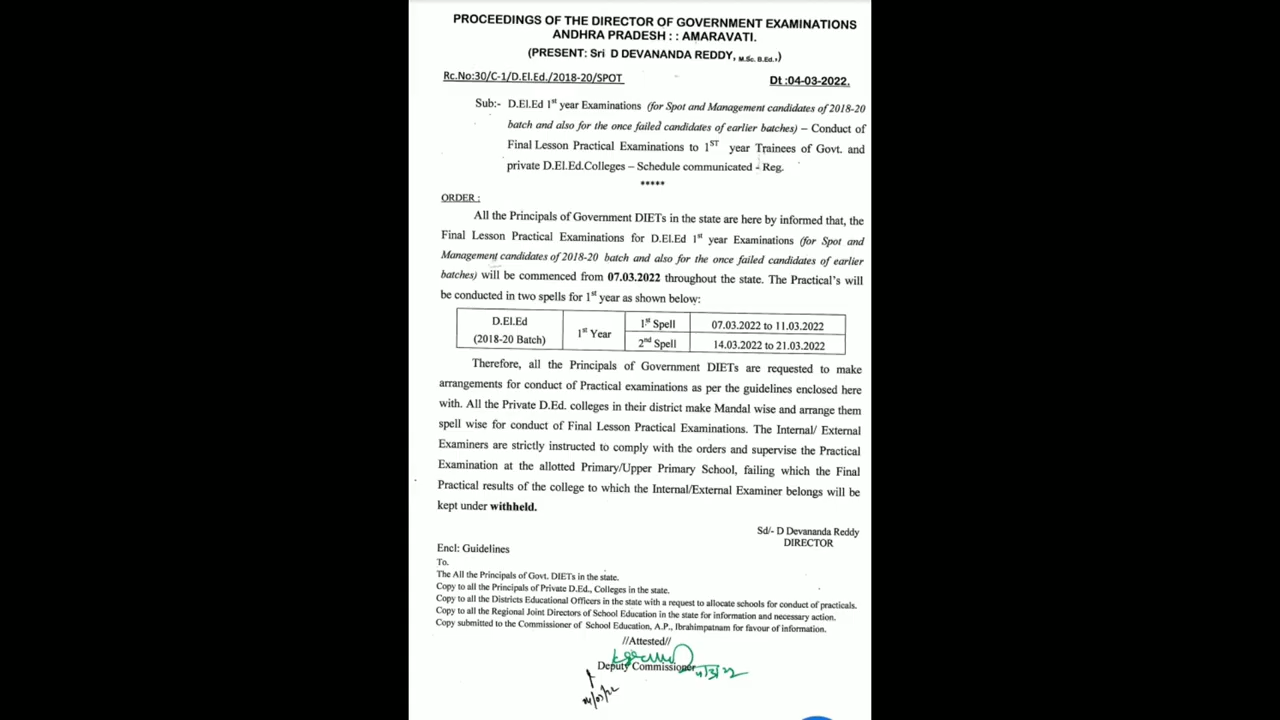 PROCEEDINGS OF THE DIRECTOR OF GOVERNMENT EXAMINATIONS
ANDHRA PRADESH : : AMARAVATI.
(PRESENT: Sri D DEVANANDA REDDY, M.Sc. B.Ed.,)
Rc.No:30/C-1/D.El.Ed./2018-20/SPOT Dt :04-03-2022.
Sub:- D.El.Ed 1st year Examinations (for Spot and Management candidates of 2018-20
batch and also for the once failed candidates of earlier batches) – Conduct of
Final Lesson Practical Examinations to 1ST year Trainees of Govt. and
private D.El.Ed.Colleges – Schedule communicated - Reg.
*****
ORDER :
All the Principals of Government DIETs in the state are here by informed that, the
Final Lesson Practical Examinations for D.El.Ed 1st year Examinations (for Spot and
Management candidates of 2018-20 batch and also for the once failed candidates of earlier
batches) will be commenced from 07.03.2022 throughout the state. The Practical's will
be conducted in two spells for 1st year as shown below:
D.El.Ed
(2018-20 Batch)
1st Year
1st Spell 07.03.2022 to 11.03.2022
2nd Spell 14.03.2022 to 21.03.2022
Therefore, all the Principals of Government DIETs are requested to make
arrangements for conduct of Practical examinations as per the guidelines enclosed here
with. All the Private D.Ed. colleges in their district make Mandal wise and arrange them
spell wise for conduct of Final Lesson Practical Examinations. The Internal/ External
Examiners are strictly instructed to comply with the orders and supervise the Practical
Examination at the allotted Primary/Upper Primary School, failing which the Final
Practical results of the college to which the Internal/External Examiner belongs will be
kept under withheld.
Sd/- D Devananda Reddy
DIRECTOR
Encl: Guidelines
To.
The All the Principals of Govt. DIETs in the state.
Copy to all the Principals of Private D.Ed., Colleges in the state.
Copy to all the Districts Educational Officers in the state with a request to allocate schools for conduct of practicals.
Copy to all the Regional Joint Directors of School Education in the state for information and necessary action.
Copy submitted to the Commissioner of School Education, A.P., Ibrahimpatnam for favour of information.
//Attested//
Deputy Commissioner
04/03/22